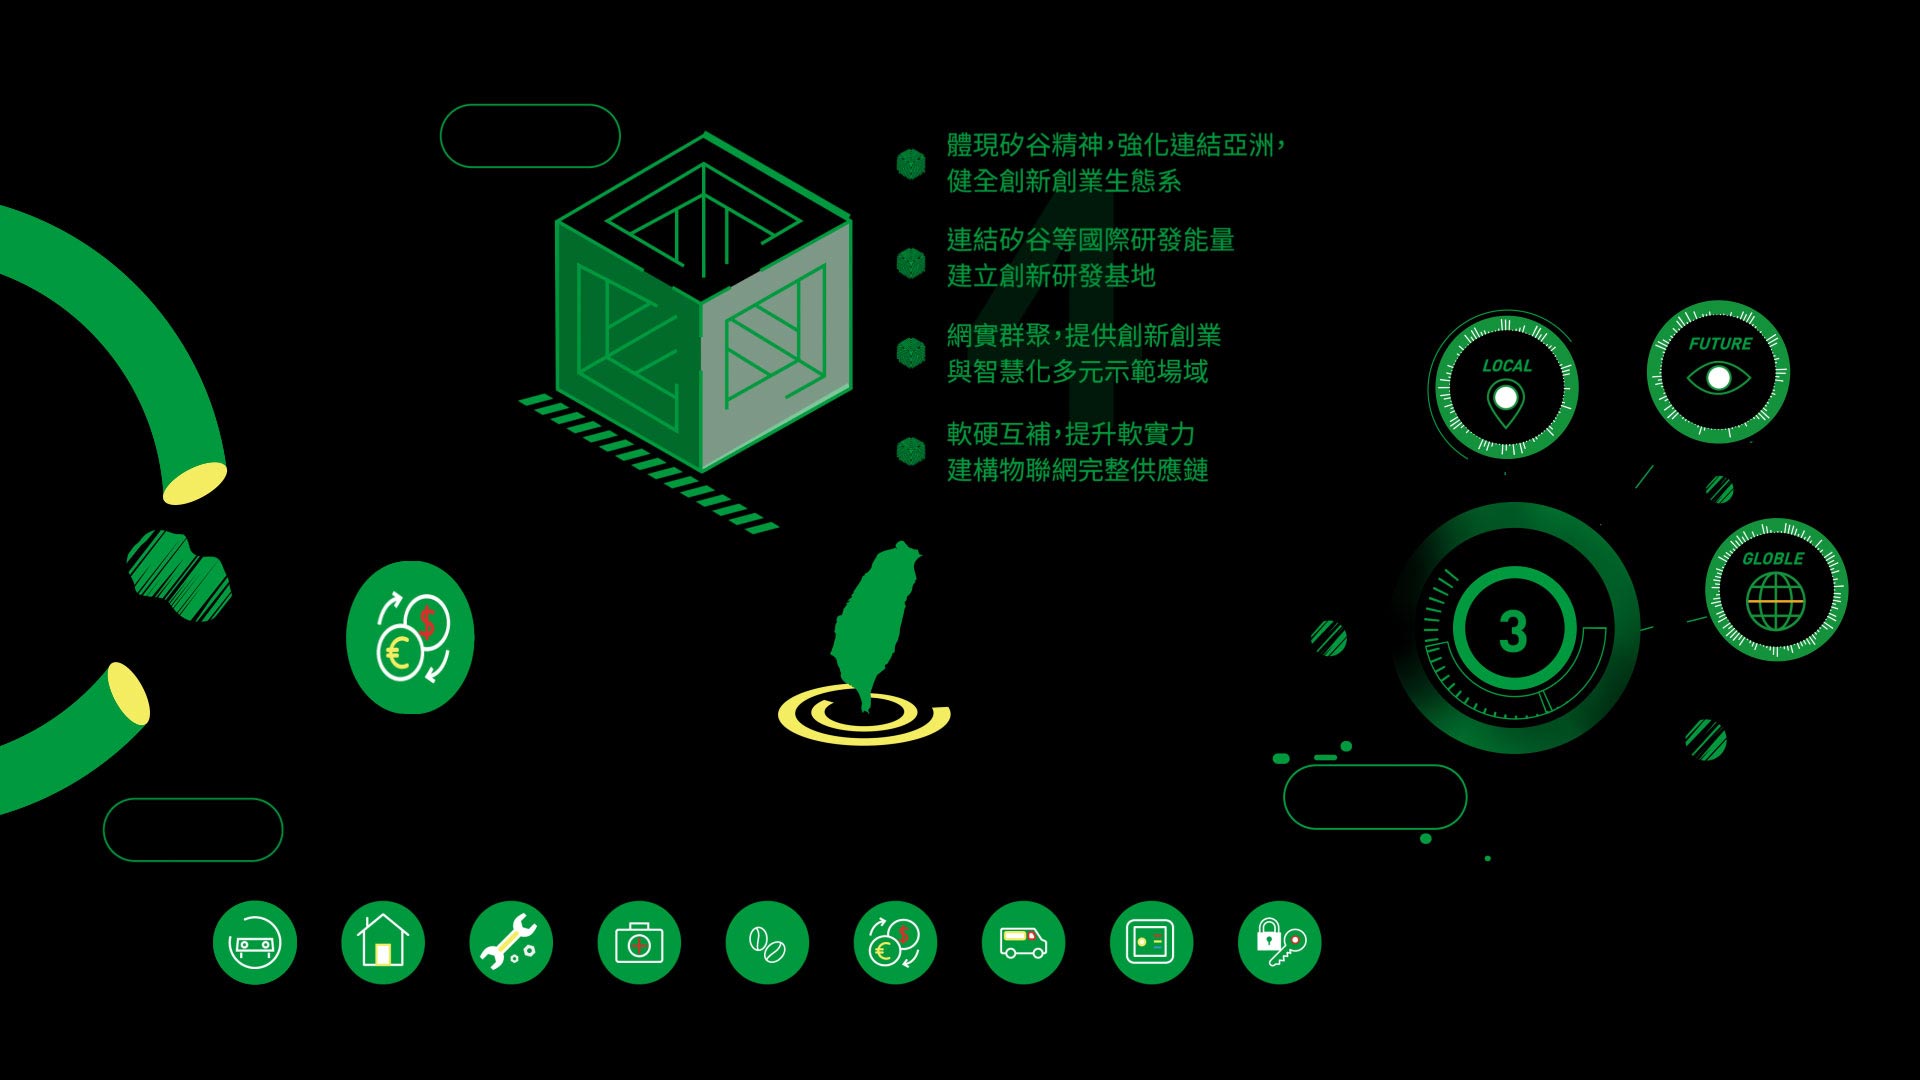 體現矽谷精神，強化連結亞洲，
健全創新創業生態系
連結矽谷等國際研發能量
建立創新研發基地
網實群聚，提供創新創業
與智慧化多元示範場域
軟硬互補，提升軟實力
建構物聯網完整供應鏈
4
LOCAL
FUTURE
GLOBLE
3
$
€
$
€